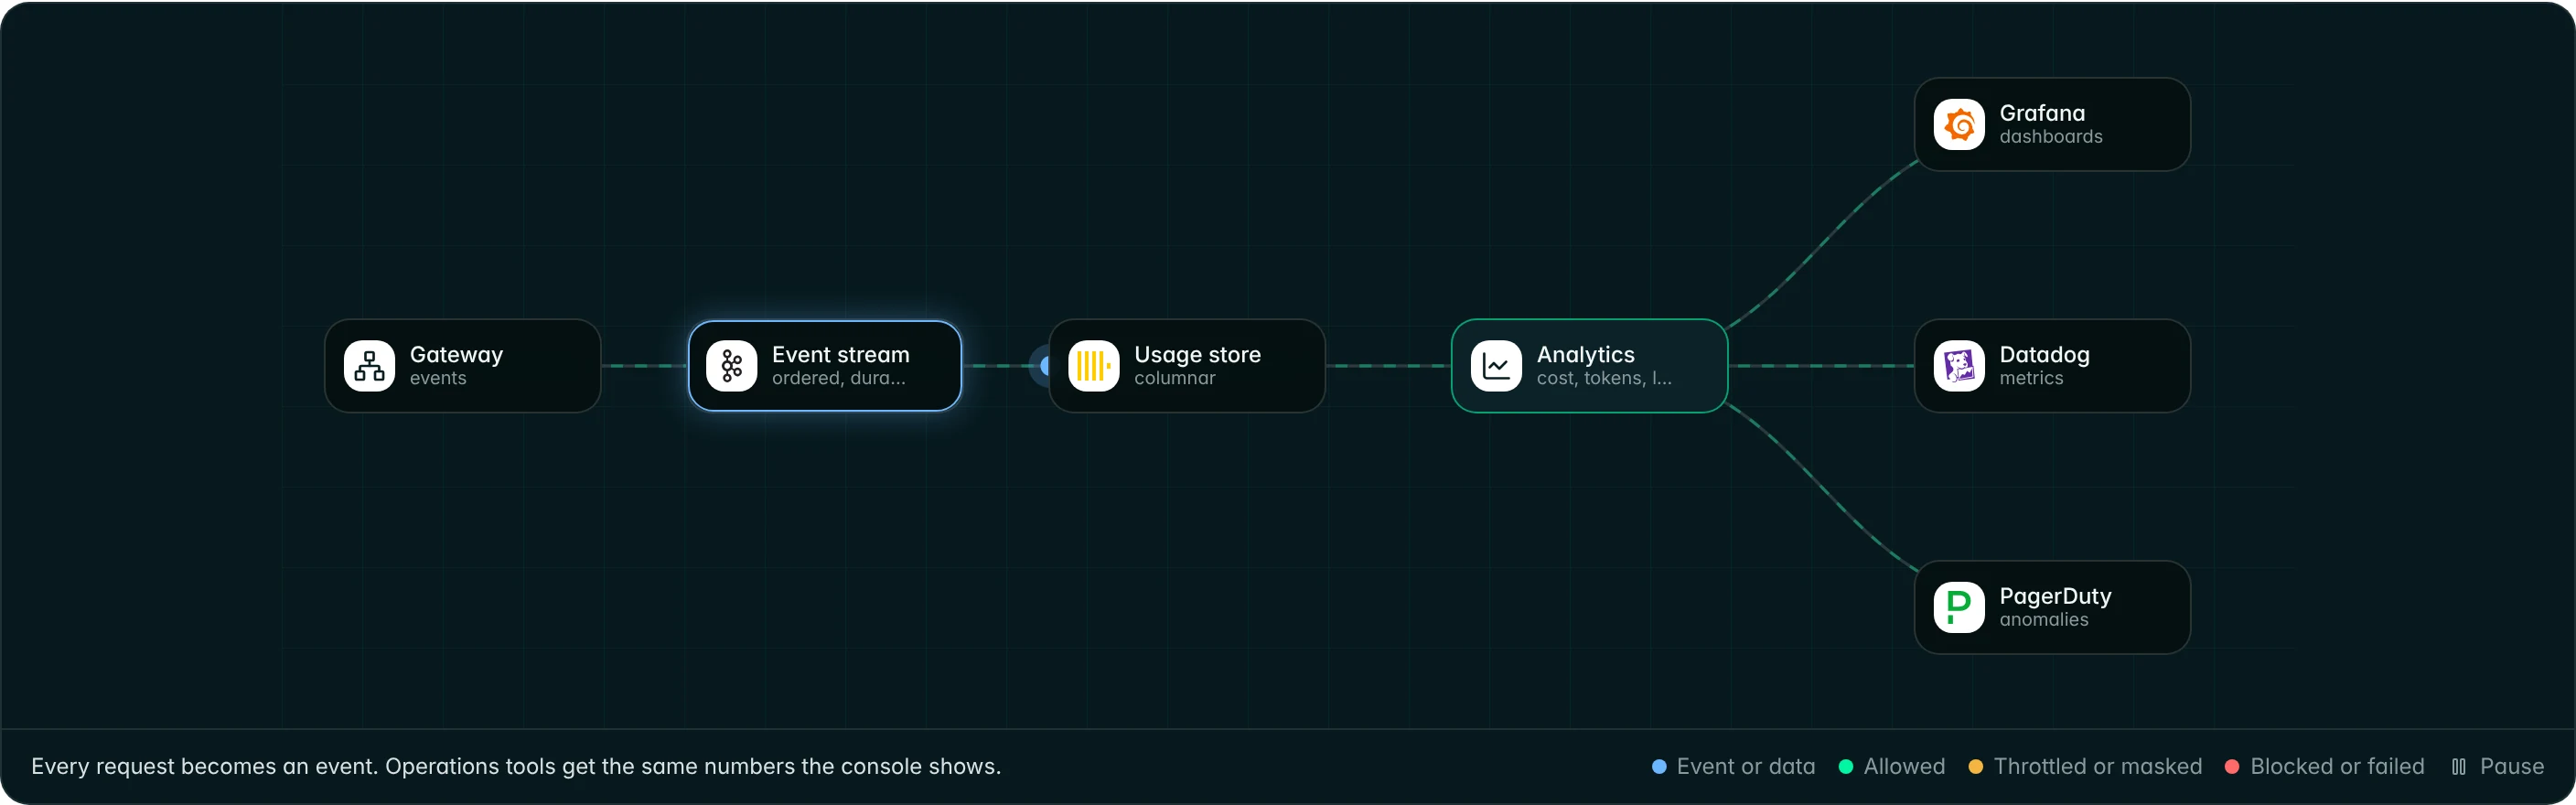 Grafana
dashboards
Gateway
events
Event stream
ordered, dura...
Usage store
columnar
Analytics
cost, tokens, l...
Datadog
metrics
PagerDuty
anomalies
Every request becomes an event. Operations tools get the same numbers the console shows.
Event or data
Allowed
Throttled or masked
Blocked or failed
Pause